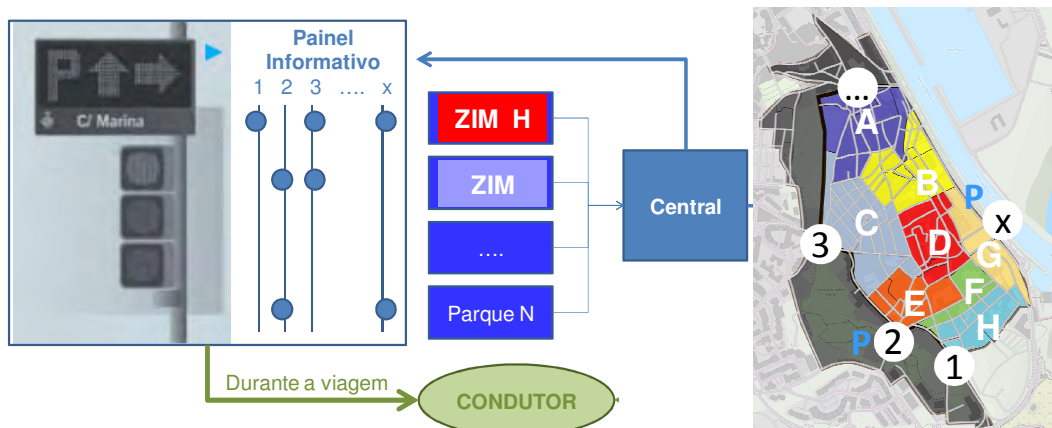 P
C/ Marina
Painel
Informativo
1 2 3 .... x
ZIM H
ZIM
....
Parque N
Central
Durante a viagem
CONDUTOR
...
A
B
P
x
C
3
D
G
F
E
H
P
2
1